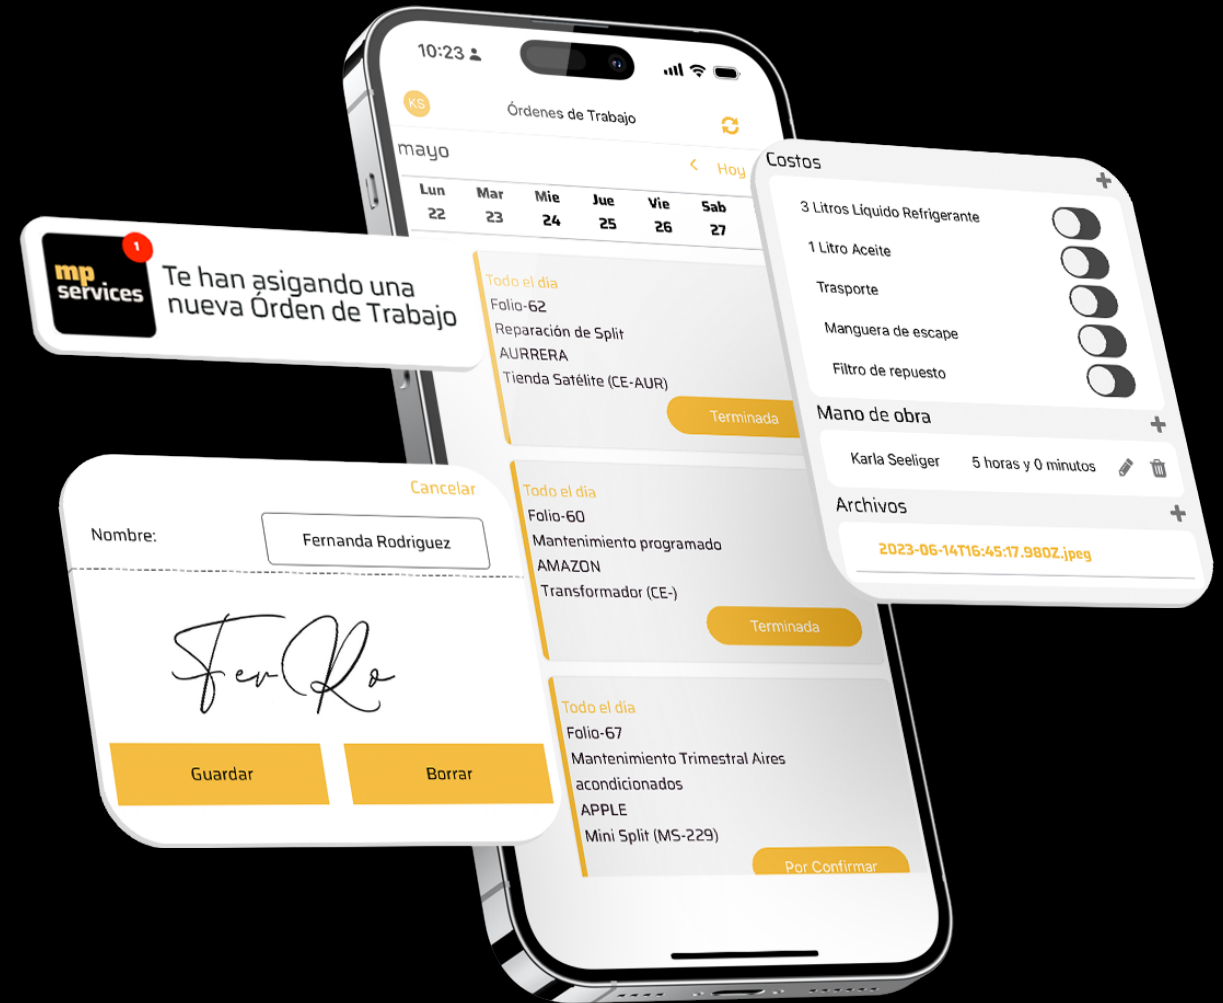 10:23
KS
Órdenes de Trabajo
mayo
Hoy
Lun Mar Mie Jue Vie Sab
22 23 24 25 26 27
Todo el día
Folio-62
Reparación de Split
AURRERA
Tienda Satélite (CE-AUR)
Terminada
Todo el día
Folio-60
Mantenimiento programado
AMAZON
Transformador (CE-)
Terminada
Todo el día
Folio-67
Mantenimiento Trimestral Aires
acondicionados
APPLE
Mini Split (MS-229)
Por Confirmar
1
mp
services
Te han asigando una
nueva Órden de Trabajo
Cancelar
Nombre:
Fernanda Rodriguez
FerRo
Guardar
Borrar
Costos
3 Litros Líquido Refrigerante
1 Litro Aceite
Trasporte
Manguera de escape
Filtro de repuesto
Mano de obra
Karla Seeliger 5 horas y 0 minutos
Archivos
2023-06-14T16:45:17.980Z.jpeg